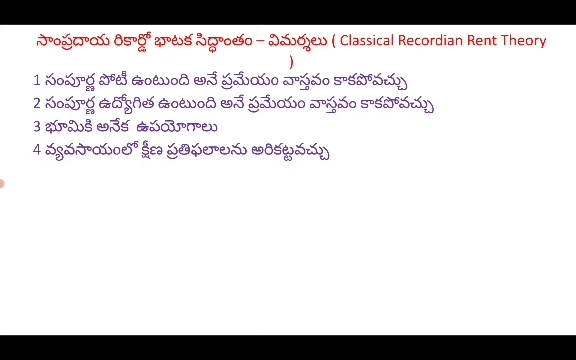 సాంప్రదాయ రికార్డో భాటక సిద్ధాంతం – విమర్శలు ( Classical Recordian Rent Theory
)
1 సంపూర్ణ పోటీ ఉంటుంది అనే ప్రమేయం వాస్తవం కాకపోవచ్చు
2 సంపూర్ణ ఉద్యోగిత ఉంటుంది అనే ప్రమేయం వాస్తవం కాకపోవచ్చు
3 భూమికి అనేక ఉపయోగాలు
4 వ్యవసాయంలో క్షీణ ప్రతిఫలాలను అరికట్టవచ్చు